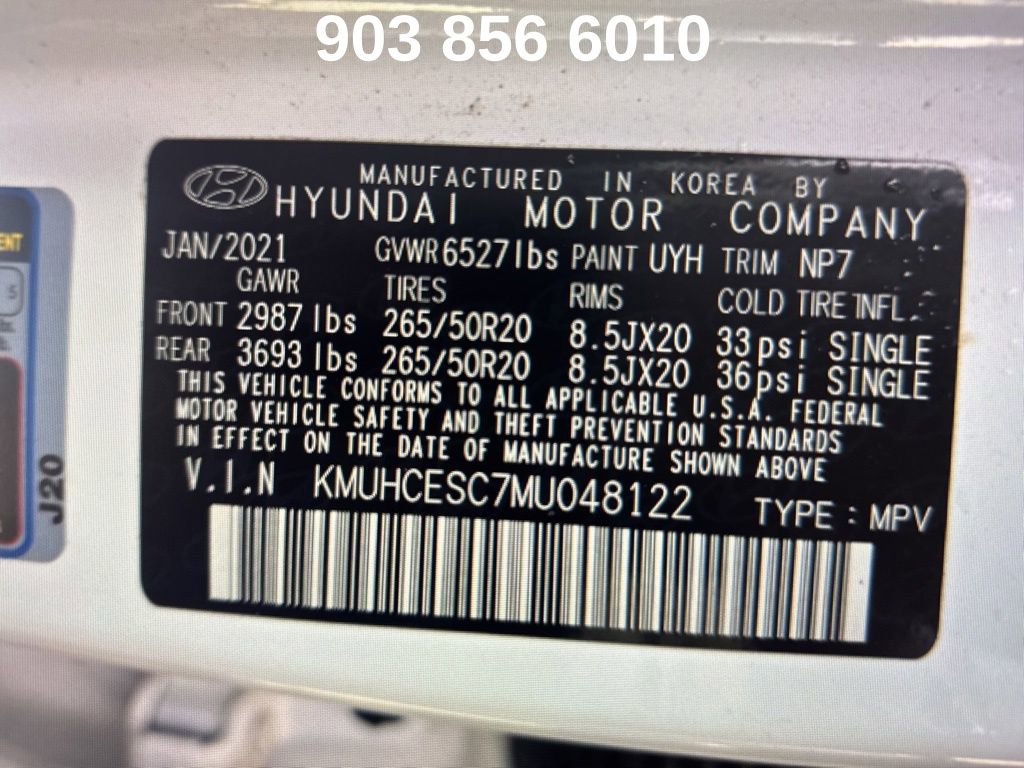 903 856 6010
MANUFACTURED IN KOREA BY
HYUNDAI MOTOR COMPANY
JAN/2021 GVWR 6527lbs PAINT UYH TRIM NP7
GAWR TIRES RIMS COLD TIRE INFL.
FRONT 2987 lbs 265/50R20 8.5JX20 33psi SINGLE
REAR 3693 lbs 265/50R20 8.5JX20 36psi SINGLE
THIS VEHICLE CONFORMS TO ALL APPLICABLE U.S.A. FEDERAL
MOTOR VEHICLE SAFETY AND THEFT PREVENTION STANDARDS
IN EFFECT ON THE DATE OF MANUFACTURE SHOWN ABOVE
V.I.N KMUHCESC7MU048122 TYPE : MPV
5
J20